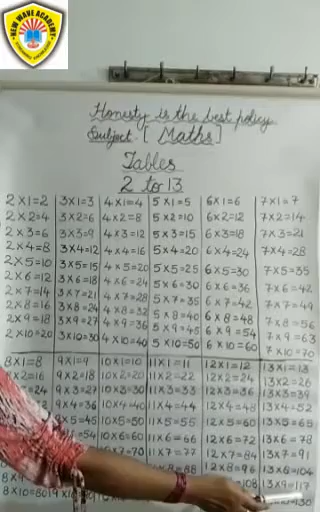 NEW WAVE ACADEMY
Honesty is the best policy
Subject - [ Maths ]
Tables
2 to 13
2×1=2 3×1=3 4×1=4 5×1=5 6×1=6 7×1=7
2×2=4 3×2=6 4×2=8 5×2=10 6×2=12 7×2=14
2×3=6 3×3=9 4×3=12 5×3=15 6×3=18 7×3=21
2×4=8 3×4=12 4×4=16 5×4=20 6×4=24 7×4=28
2×5=10 3×5=15 4×5=20 5×5=25 6×5=30 7×5=35
2×6=12 3×6=18 4×6=24 5×6=30 6×6=36 7×6=42
2×7=14 3×7=21 4×7=28 5×7=35 6×7=42 7×7=49
2×8=16 3×8=24 4×8=32 5×8=40 6×8=48 7×8=56
2×9=18 3×9=27 4×9=36 5×9=45 6×9=54 7×9=63
2×10=20 3×10=30 4×10=40 5×10=50 6×10=60 7×10=70
8×1=8 9×1=9 10×1=10 11×1=11 12×1=12 13×1=13
8×2=16 9×2=18 10×2=20 11×2=22 12×2=24 13×2=26
=24 9×3=27 10×3=30 11×3=33 12×3=36 13×3=39
9×4=36 10×4=40 11×4=44 12×4=48 13×4=52
×5=45 10×5=50 11×5=55 12×5=60 13×5=65
=54 10×6=60 11×6=66 12×6=72 13×6=78
×7=70 11×7=77 12×7=84 13×7=91
=88 12×8=96 13×8=104
=108 13×9=117
8×10=80 =130